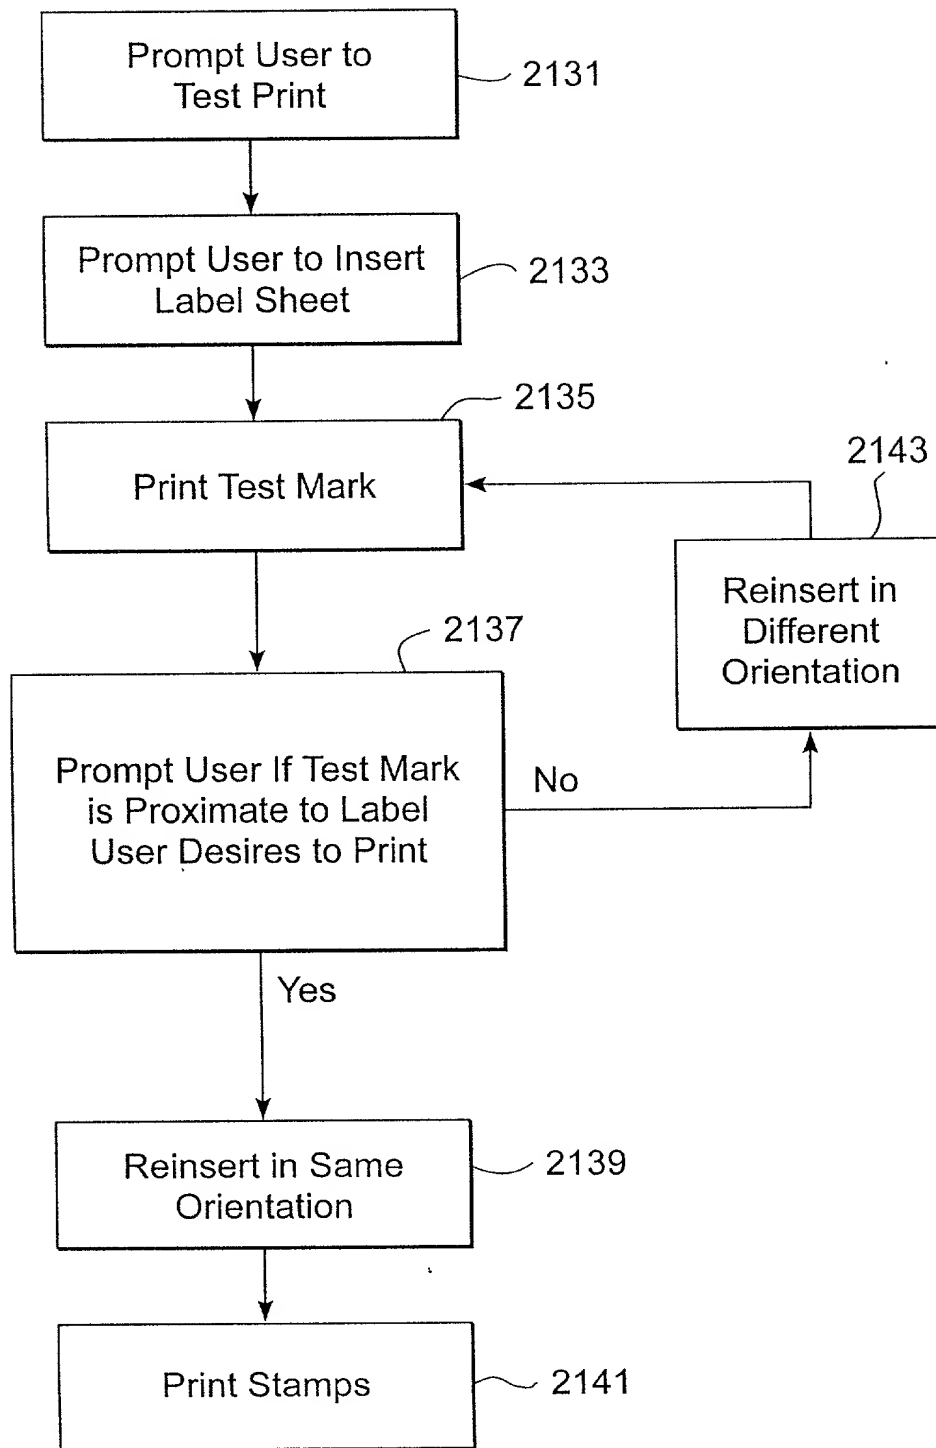 Prompt User to
Test Print
2131
Prompt User to Insert
Label Sheet
2133
2135
Print Test Mark
2143
Reinsert in
Different
Orientation
2137
Prompt User If Test Mark
is Proximate to Label
User Desires to Print
No
Yes
Reinsert in Same
Orientation
2139
Print Stamps
2141